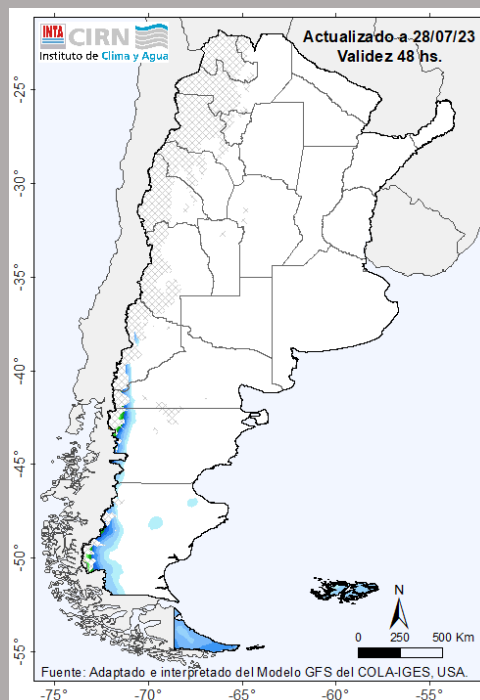 INTA CIRN
Instituto de Clima y Agua
Actualizado a 28/07/23
Validez 48 hs.
-25°
-30°
-35°
-40°
-45°
-50°
-55°
N
0 250 500 Km
Fuente: Adaptado e interpretado del Modelo GFS del COLA-IGES, USA.
-75 -70 -65 -60 -55